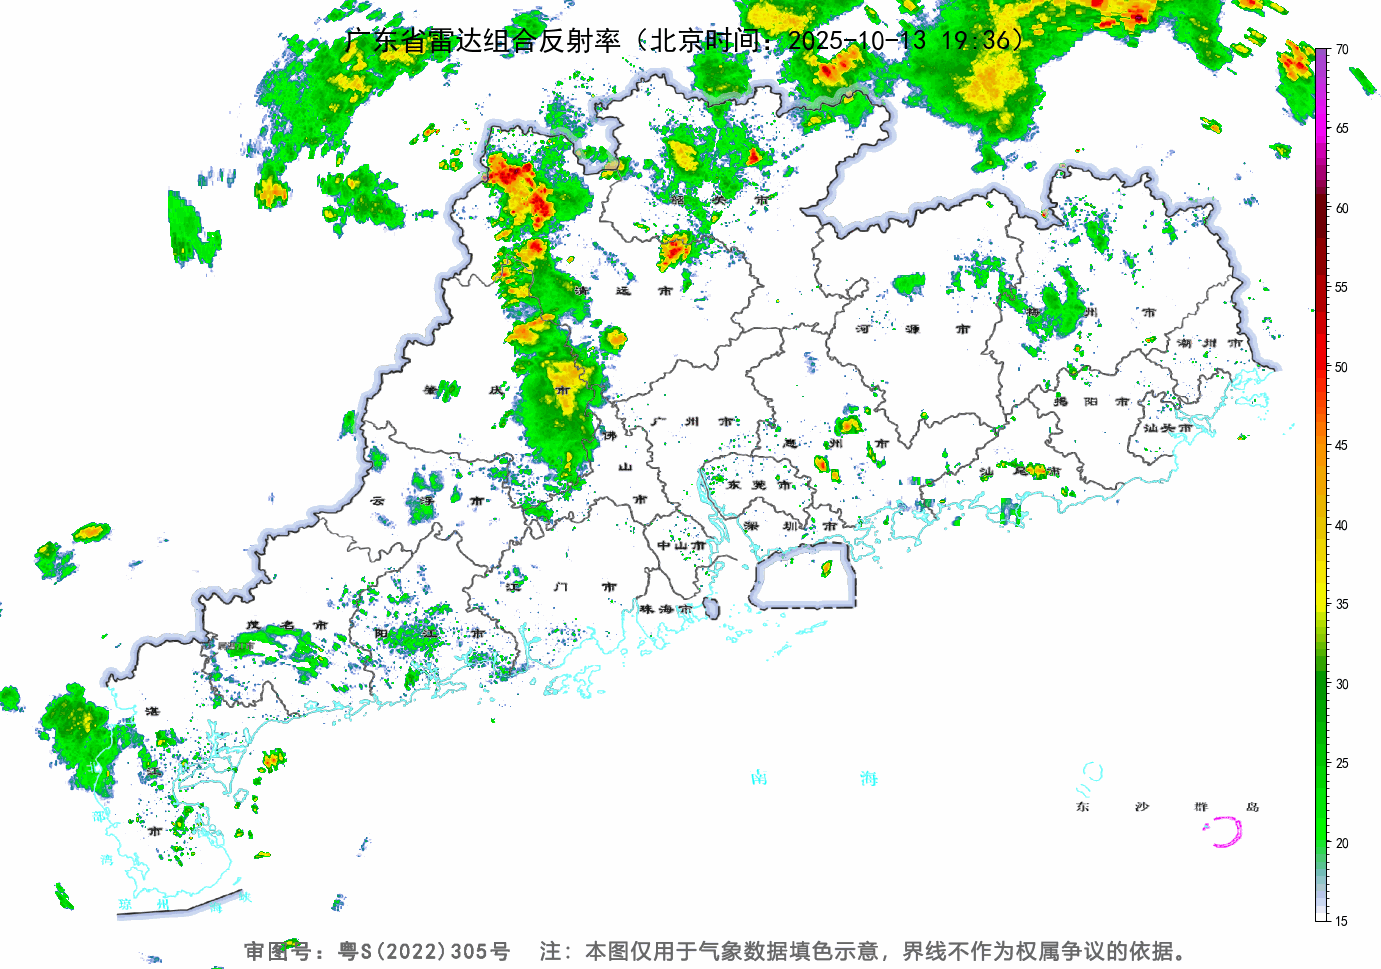 广东省雷达组合反射率（北京时间：2025-10-13 19:36）
70
65
60
55
50
45
40
35
30
25
20
15
韶 关 市
清 远 市
河 源 市
梅 州 市
潮 州 市
肇 庆 市
揭 阳 市
广 州 市
汕头市
佛 山 市
惠 州 市
汕 尾 市
云 浮 市
东 莞 市
深 圳 市
中山市
江 门 市
珠海市
茂 名 市
阳 江 市
湛 江 市
南 海
东 沙 群 岛
部 湾
琼 州 海 峡
审图号：粤S(2022)305号 注：本图仅用于气象数据填色示意，界线不作为权属争议的依据。